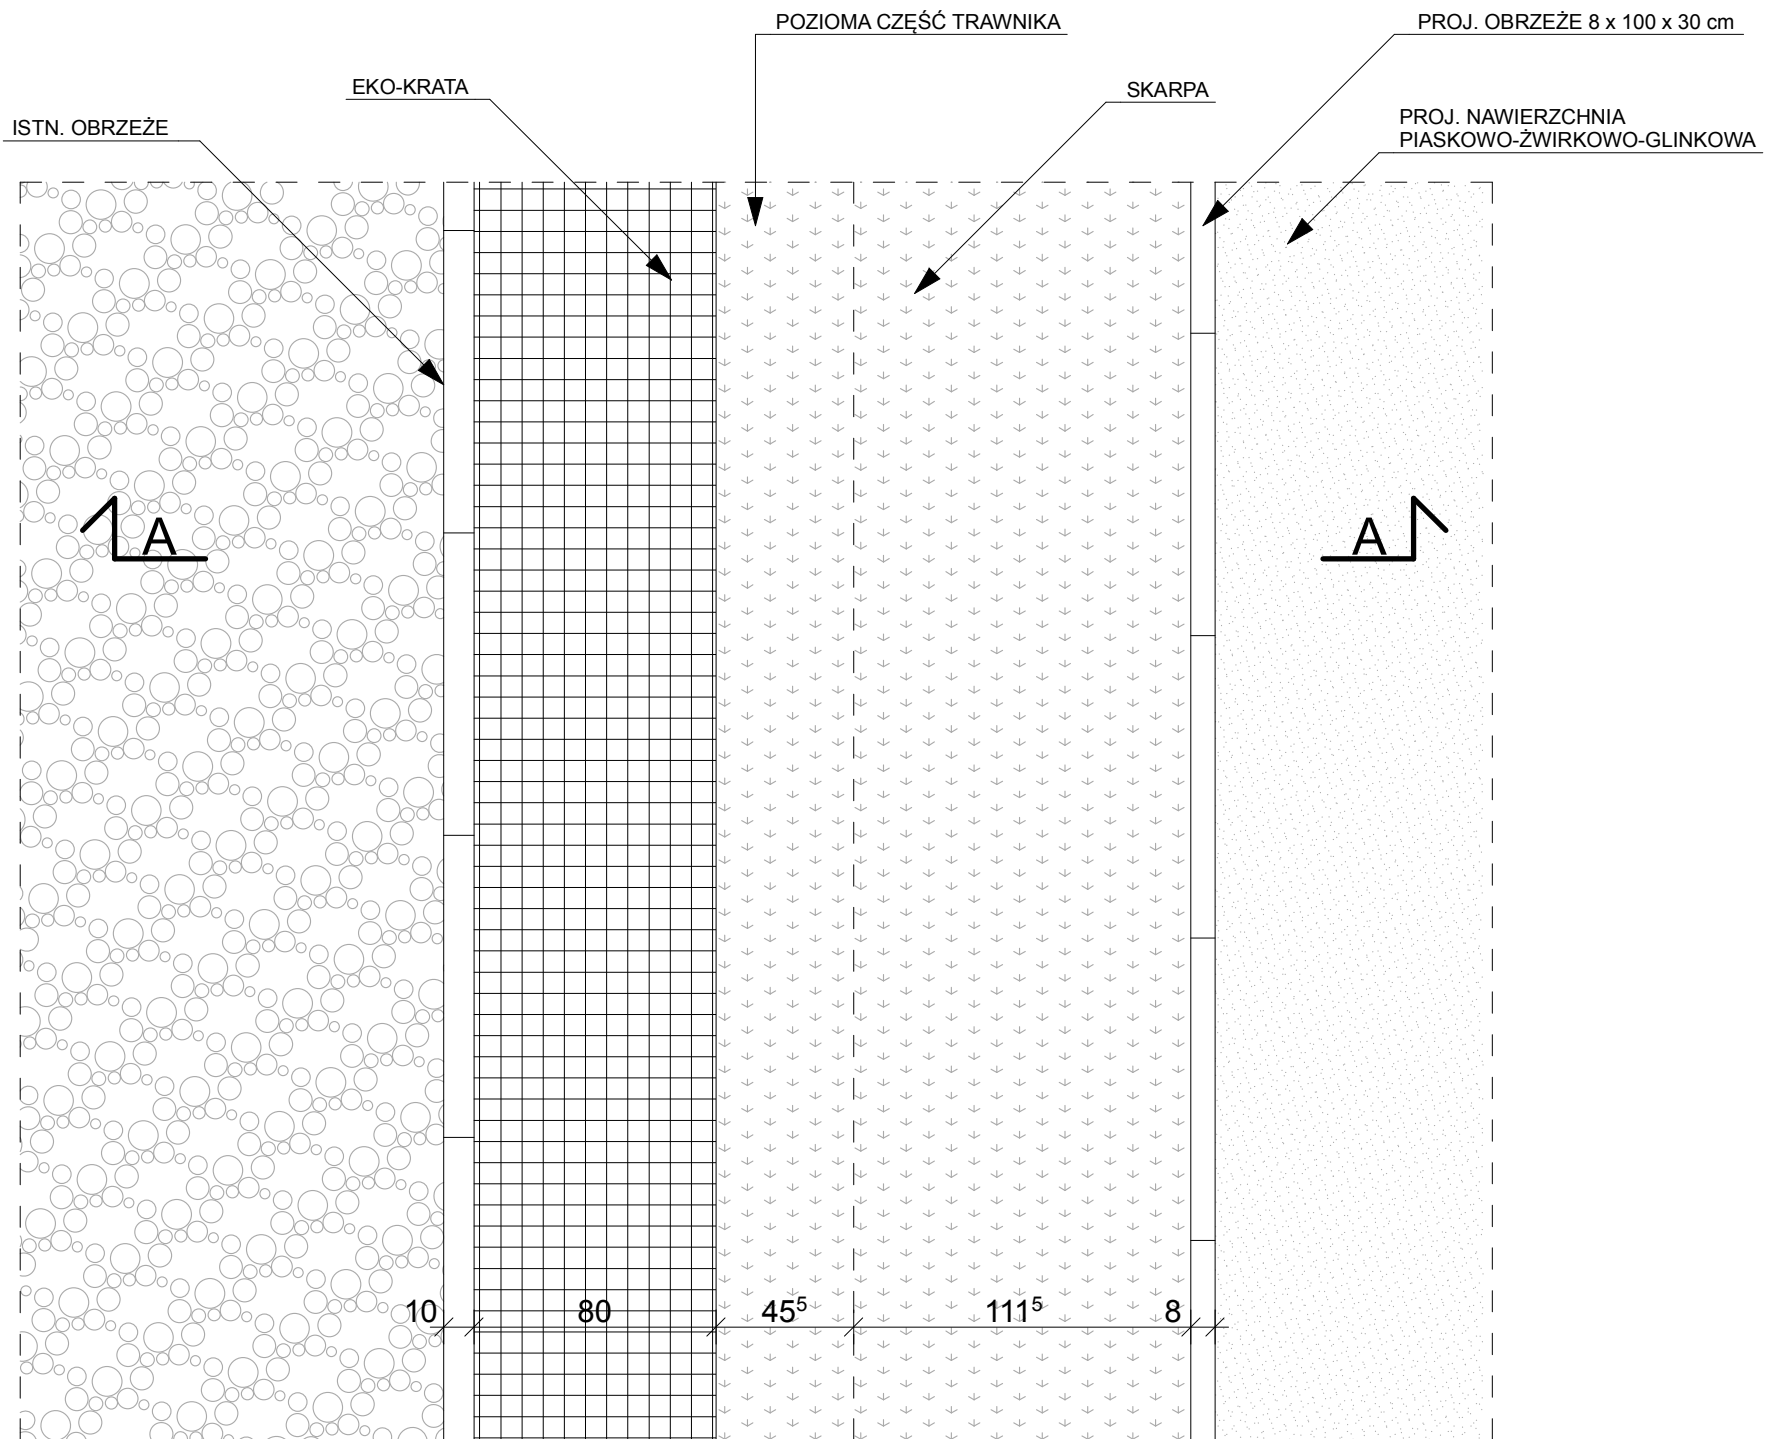 POZIOMA CZĘŚĆ TRAWNIKA
PROJ. OBRZEŻE 8 x 100 x 30 cm
EKO-KRATA
SKARPA
ISTN. OBRZEŻE
PROJ. NAWIERZCHNIA
PIASKOWO-ŻWIRKOWO-GLINKOWA
A
A
10
80
45⁵
111⁵
8